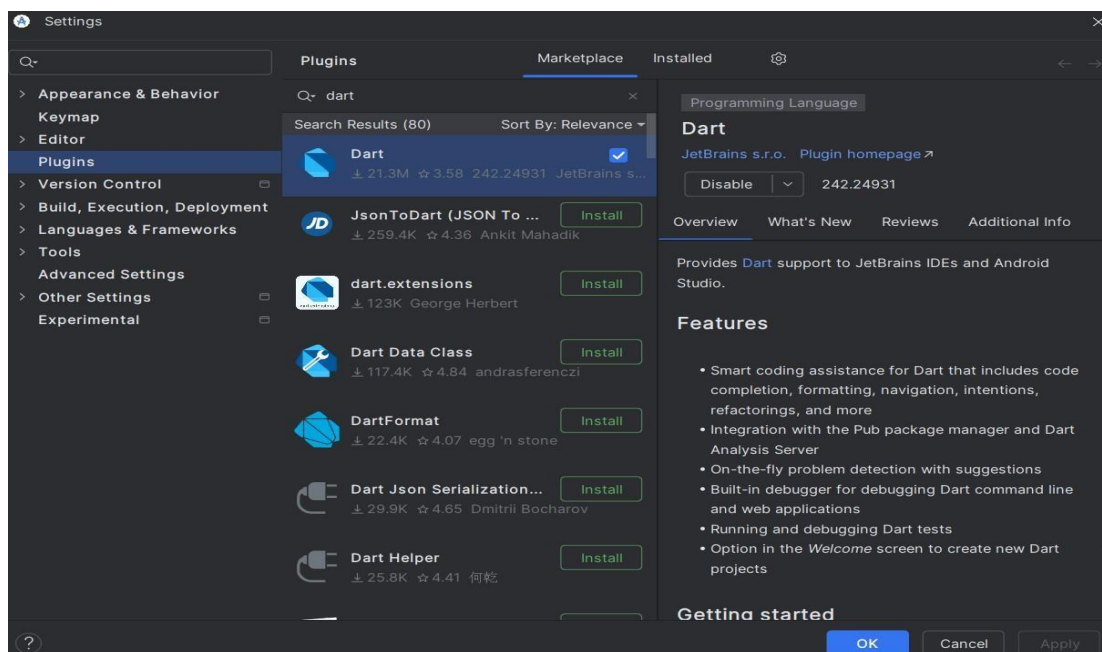 Settings
Plugins
Marketplace
Installed
Appearance & Behavior
Keymap
Editor
Plugins
Version Control
Build, Execution, Deployment
Languages & Frameworks
Tools
Advanced Settings
Other Settings
Experimental
dart
Search Results (80) Sort By: Relevance
Dart
21.3M 3.58 242.24931 JetBrains s...
JsonToDart (JSON To ... Install
259.4K 4.36 Ankit Mahadik
dart.extensions Install
123K George Herbert
Dart Data Class Install
117.4K 4.84 andrasferenczi
DartFormat Install
22.4K 4.07 egg 'n stone
Dart Json Serialization... Install
29.9K 4.65 Dmitrii Bocharov
Dart Helper Install
25.8K 4.41 何乾
Programming Language
Dart
JetBrains s.r.o. Plugin homepage ↗
Disable 242.24931
Overview What's New Reviews Additional Info
Provides Dart support to JetBrains IDEs and Android
Studio.
Features
• Smart coding assistance for Dart that includes code
completion, formatting, navigation, intentions,
refactorings, and more
• Integration with the Pub package manager and Dart
Analysis Server
• On-the-fly problem detection with suggestions
• Built-in debugger for debugging Dart command line
and web applications
• Running and debugging Dart tests
• Option in the Welcome screen to create new Dart
projects
Getting started
?
OK Cancel Apply